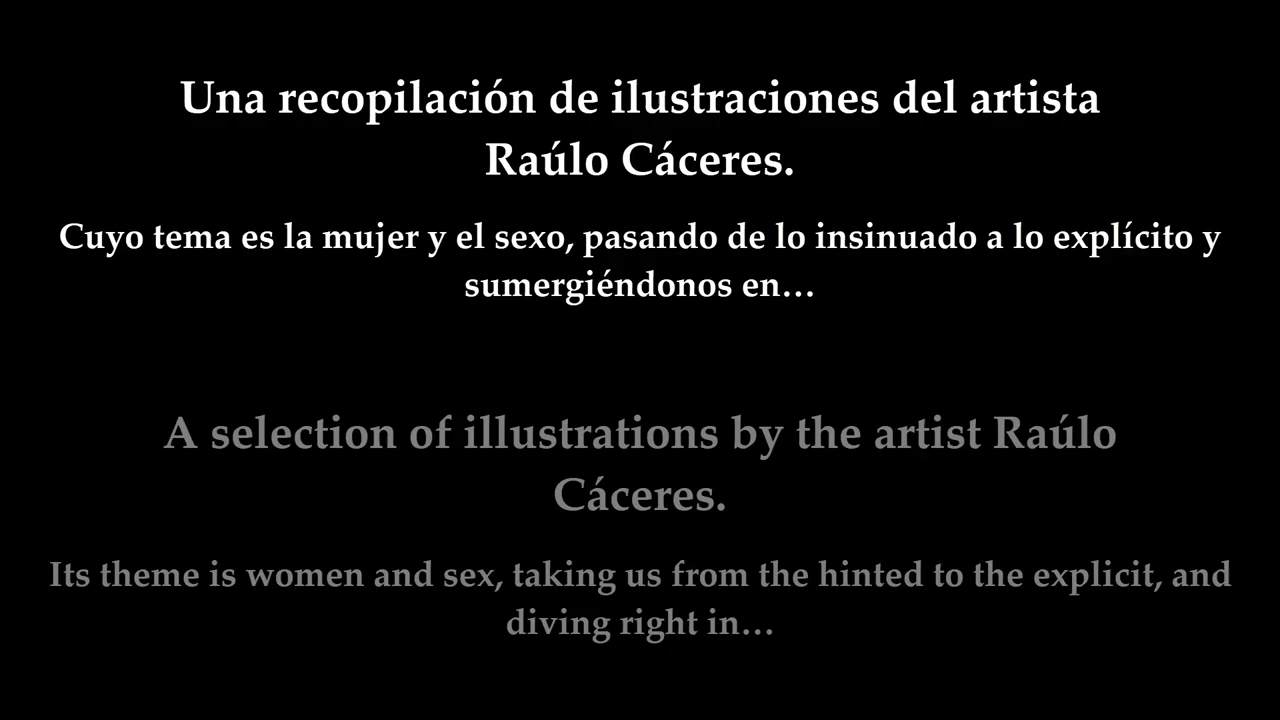 Una recopilación de ilustraciones del artista
Raúlo Cáceres.
Cuyo tema es la mujer y el sexo, pasando de lo insinuado a lo explícito y
sumergiéndonos en…
A selection of illustrations by the artist Raúlo
Cáceres.
Its theme is women and sex, taking us from the hinted to the explicit, and
diving right in…